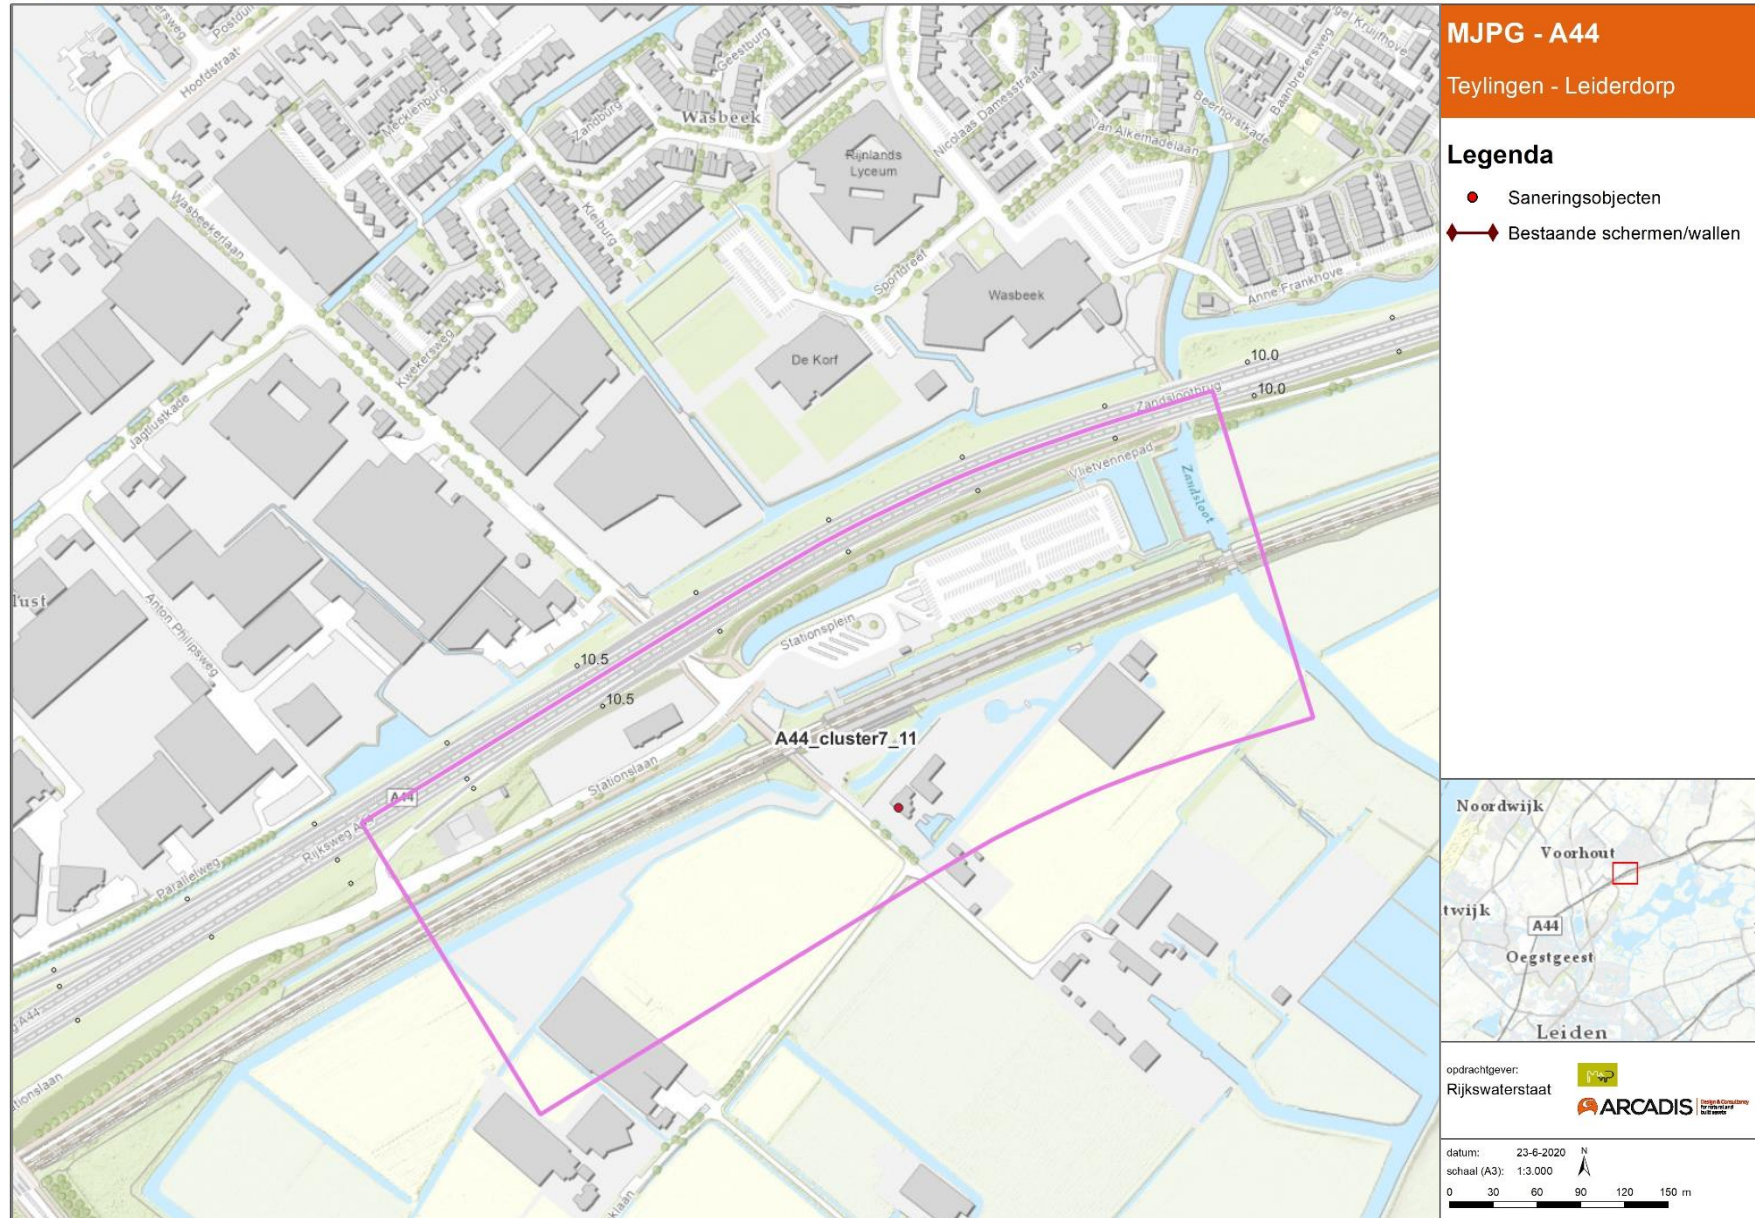 MJPG - A44
Teylingen - Leiderdorp
Legenda
Saneringsobjecten
Bestaande schermen/wallen
Hoofdstraat
Mecklenburg
Zandburg
Geestburg
Wasbeek
Nicolaas Damesstraat
Van Alkemadelaan
Beerhorstkade
Baanbrekersweg
Rijnlands
Lyceum
Wasbeekerlaan
Kleiburg
Sportdreef
Wasbeek
Anne Frankhove
Kwekersweg
De Korf
Jagtlustkade
10.0
10.0
Zandslootbrug
Vlietvennepad
Zandsloot
Anton Philipsweg
Stationsplein
10.5
10.5
A44_cluster7_11
Stationslaan
A44
Parallelweg
Noordwijk
Voorhout
A44
Oegstgeest
Leiden
opdrachtgever:
Rijkswaterstaat
ARCADIS
datum: 23-6-2020
schaal (A3): 1:3.000
N
0 30 60 90 120 150 m